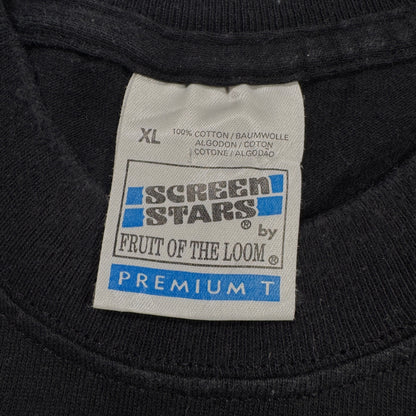 XL
100% COTTON / BAUMWOLLE
ALGODON / COTON
COTONE / ALGODAO
SCREEN
STARS®
by
FRUIT OF THE LOOM®
PREMIUM T